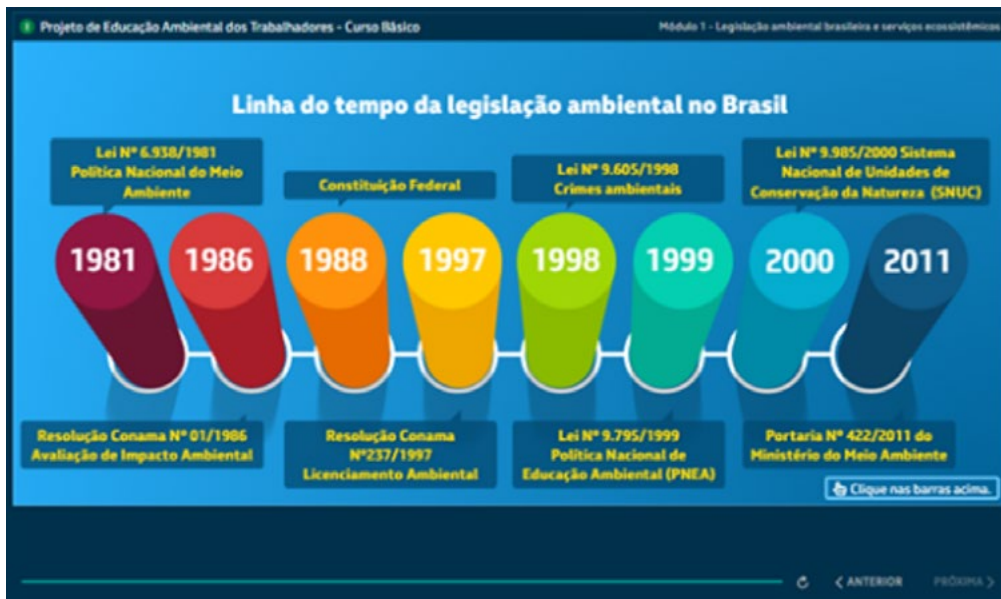 Projeto de Educação Ambiental dos Trabalhadores - Curso Básico
Módulo 1 - Legislação ambiental brasileira e serviços ecossistêmicos
Linha do tempo da legislação ambiental no Brasil
Lei Nº 6.938/1981
Política Nacional do Meio
Ambiente
Constituição Federal
Lei Nº 9.605/1998
Crimes ambientais
Lei Nº 9.985/2000 Sistema
Nacional de Unidades de
Conservação da Natureza (SNUC)
1981
1986
1988
1997
1998
1999
2000
2011
Resolução Conama Nº 01/1986
Avaliação de Impacto Ambiental
Resolução Conama
Nº237/1997
Licenciamento Ambiental
Lei Nº 9.795/1999
Política Nacional de
Educação Ambiental (PNEA)
Portaria Nº 422/2011 do
Ministério do Meio Ambiente
Clique nas barras acima.
ANTERIOR
PRÓXIMA